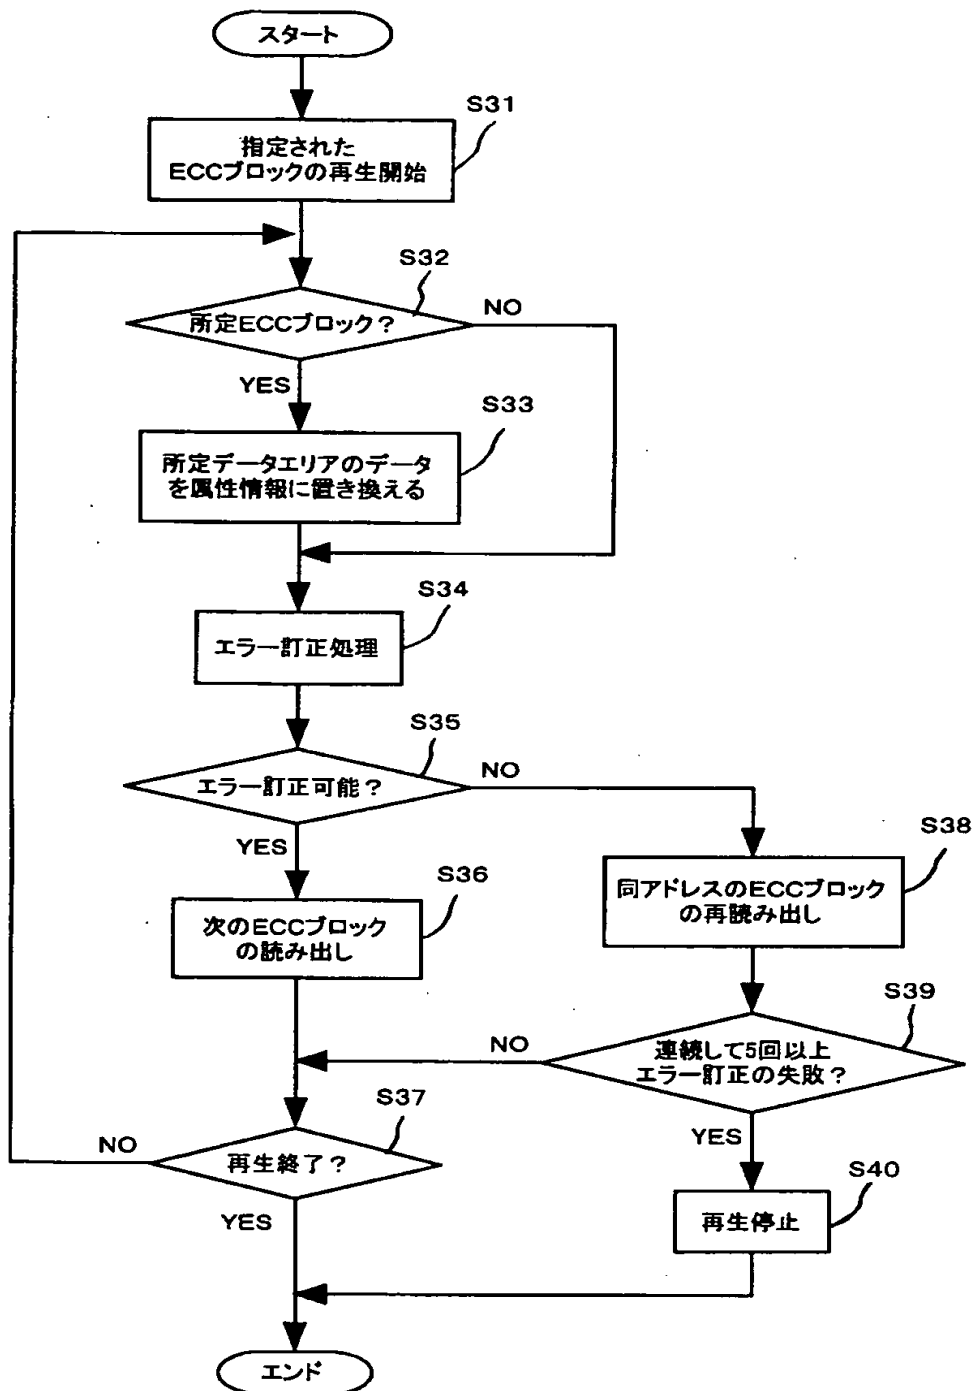 スタート
S31
指定された
ECCブロックの再生開始
S32
所定ECCブロック?
NO
YES
S33
所定データエリアのデータ
を属性情報に置き換える
S34
エラー訂正処理
S35
エラー訂正可能?
NO
YES
S36
次のECCブロック
の読み出し
S38
同アドレスのECCブロック
の再読み出し
S39
連続して5回以上
エラー訂正の失敗?
NO
YES
S37
再生終了?
NO
YES
S40
再生停止
エンド